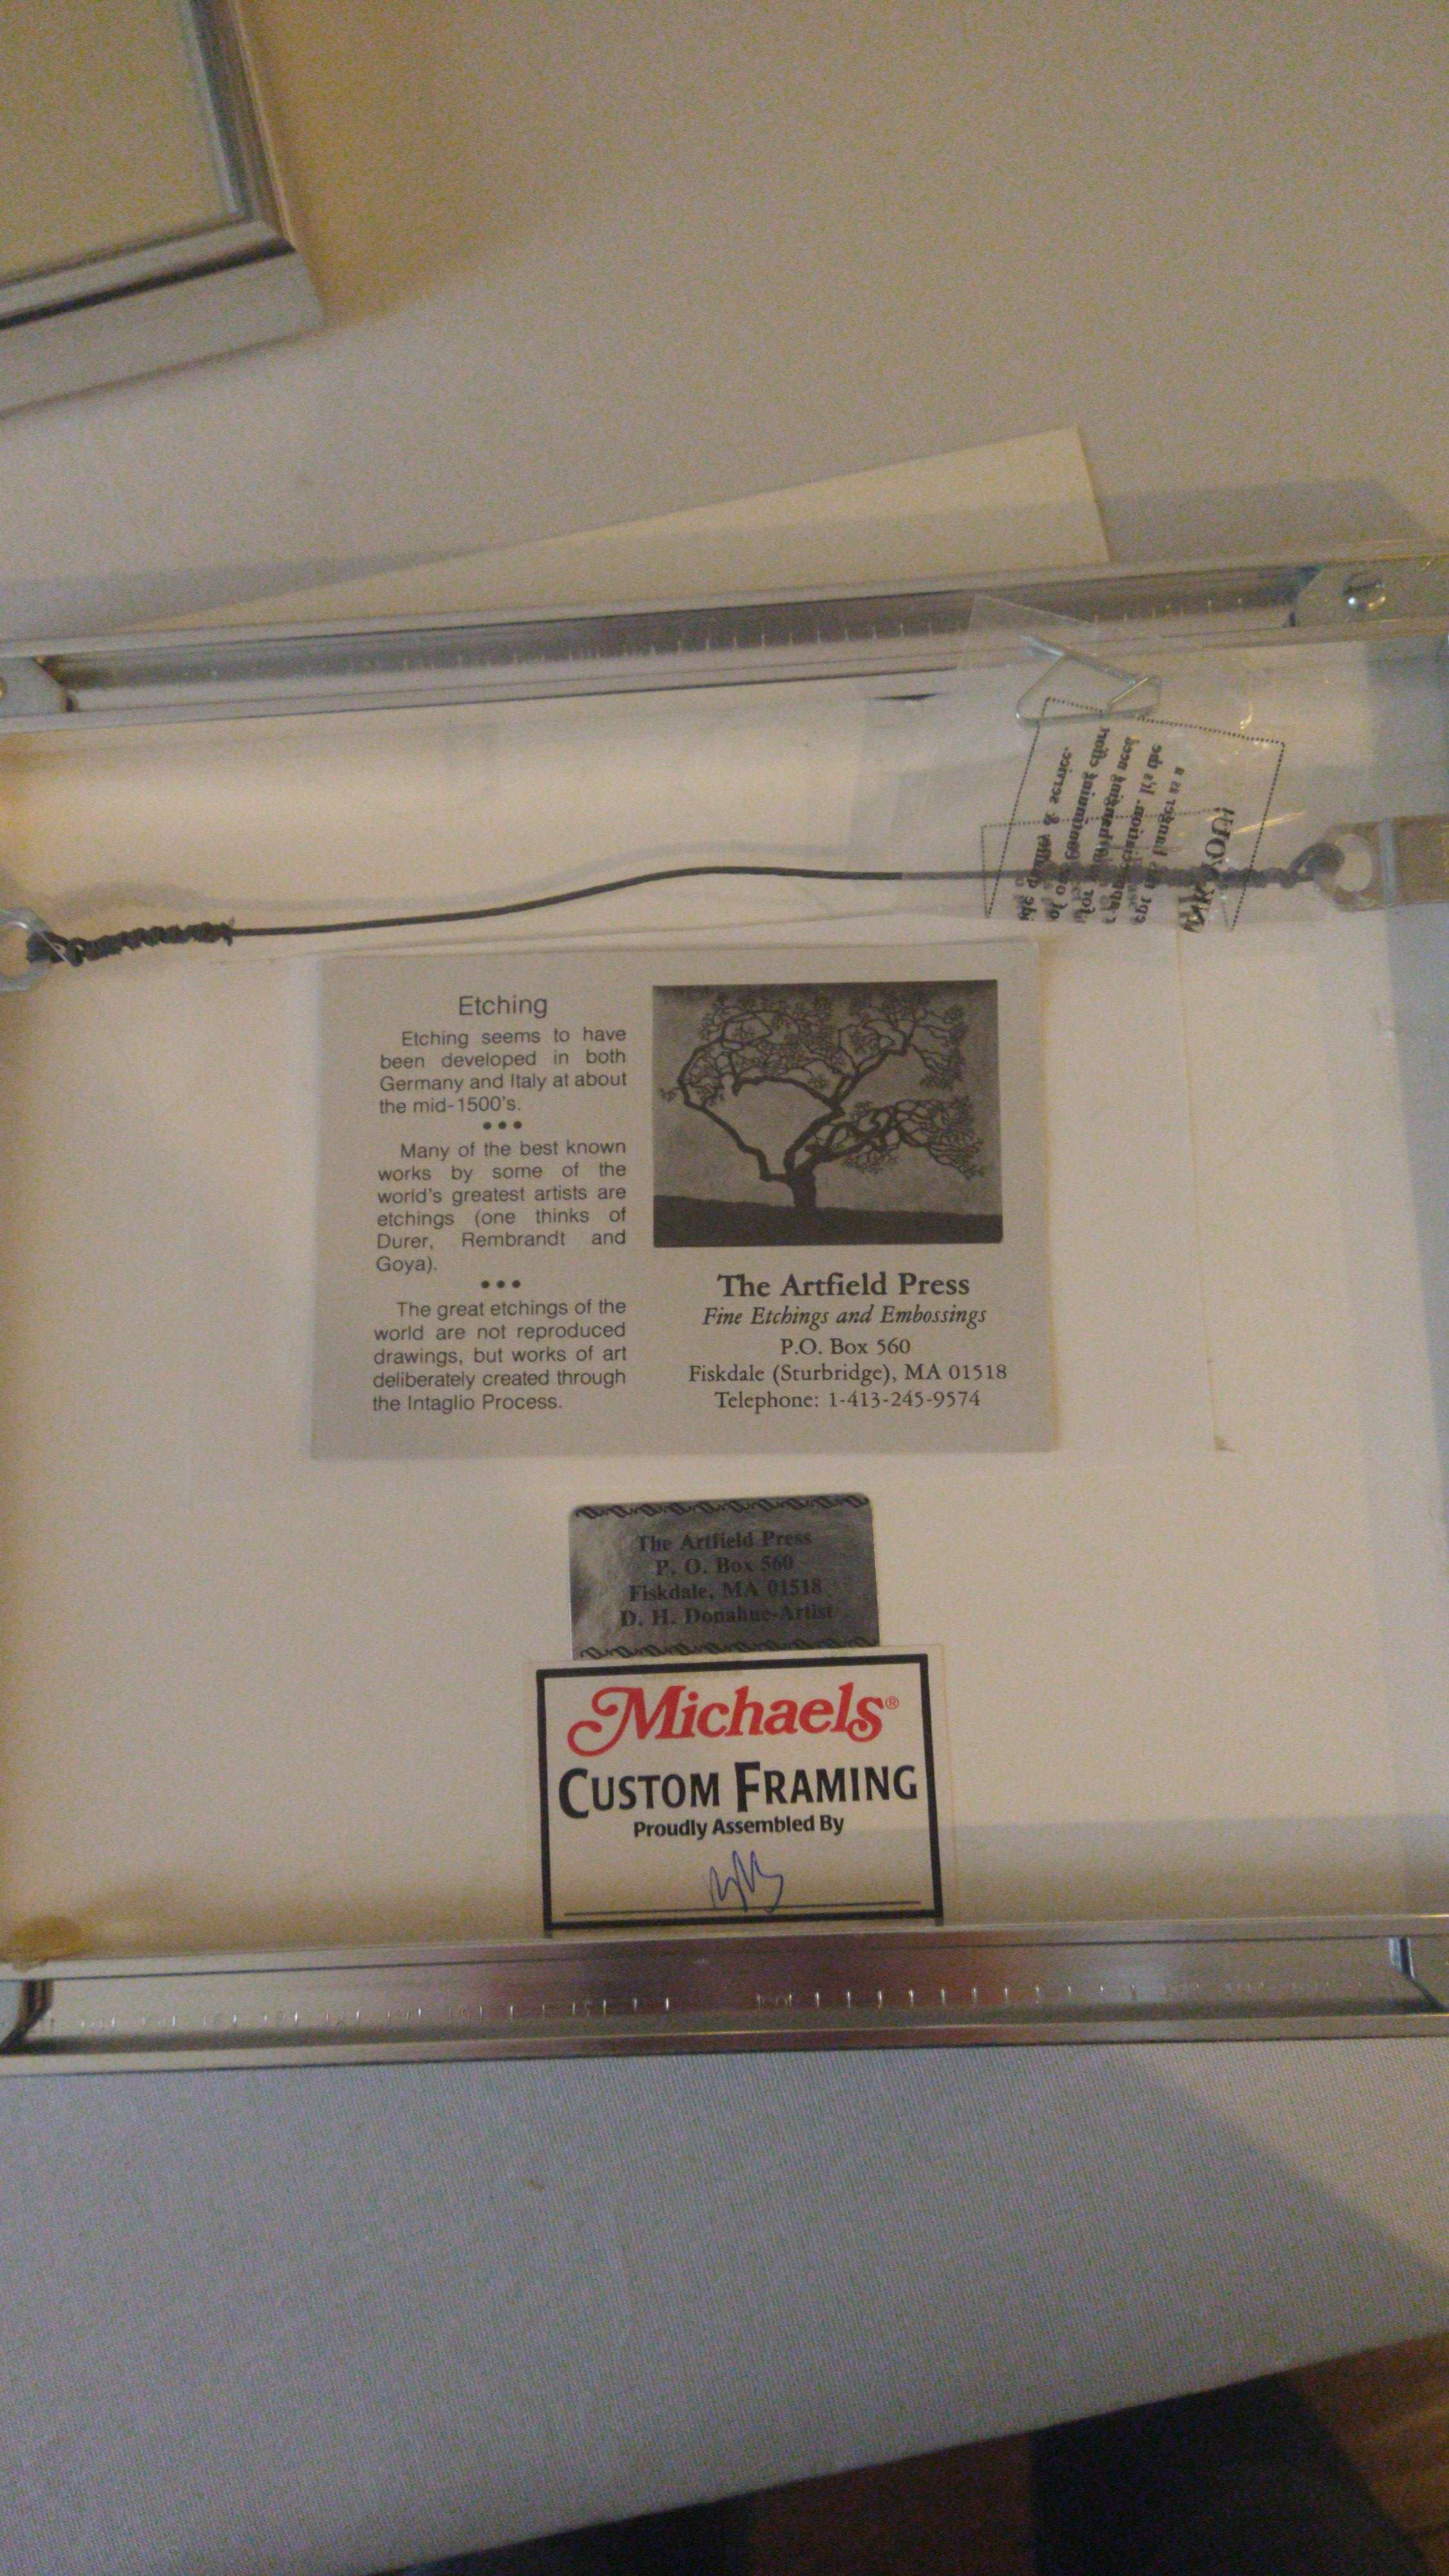 Etching
Etching seems to have
been developed in both
Germany and Italy at about
the mid-1500's.
•••
Many of the best known
works by some of the
world's greatest artists are
etchings (one thinks of
Durer, Rembrandt and
Goya).
•••
The great etchings of the
world are not reproduced
drawings, but works of art
deliberately created through
the Intaglio Process.
The Artfield Press
Fine Etchings and Embossings
P.O. Box 560
Fiskdale (Sturbridge), MA 01518
Telephone: 1-413-245-9574
The Artfield Press
P. O. Box 560
Fiskdale, MA 01518
D. H. Donahue-Artist
Michaels®
CUSTOM FRAMING
Proudly Assembled By